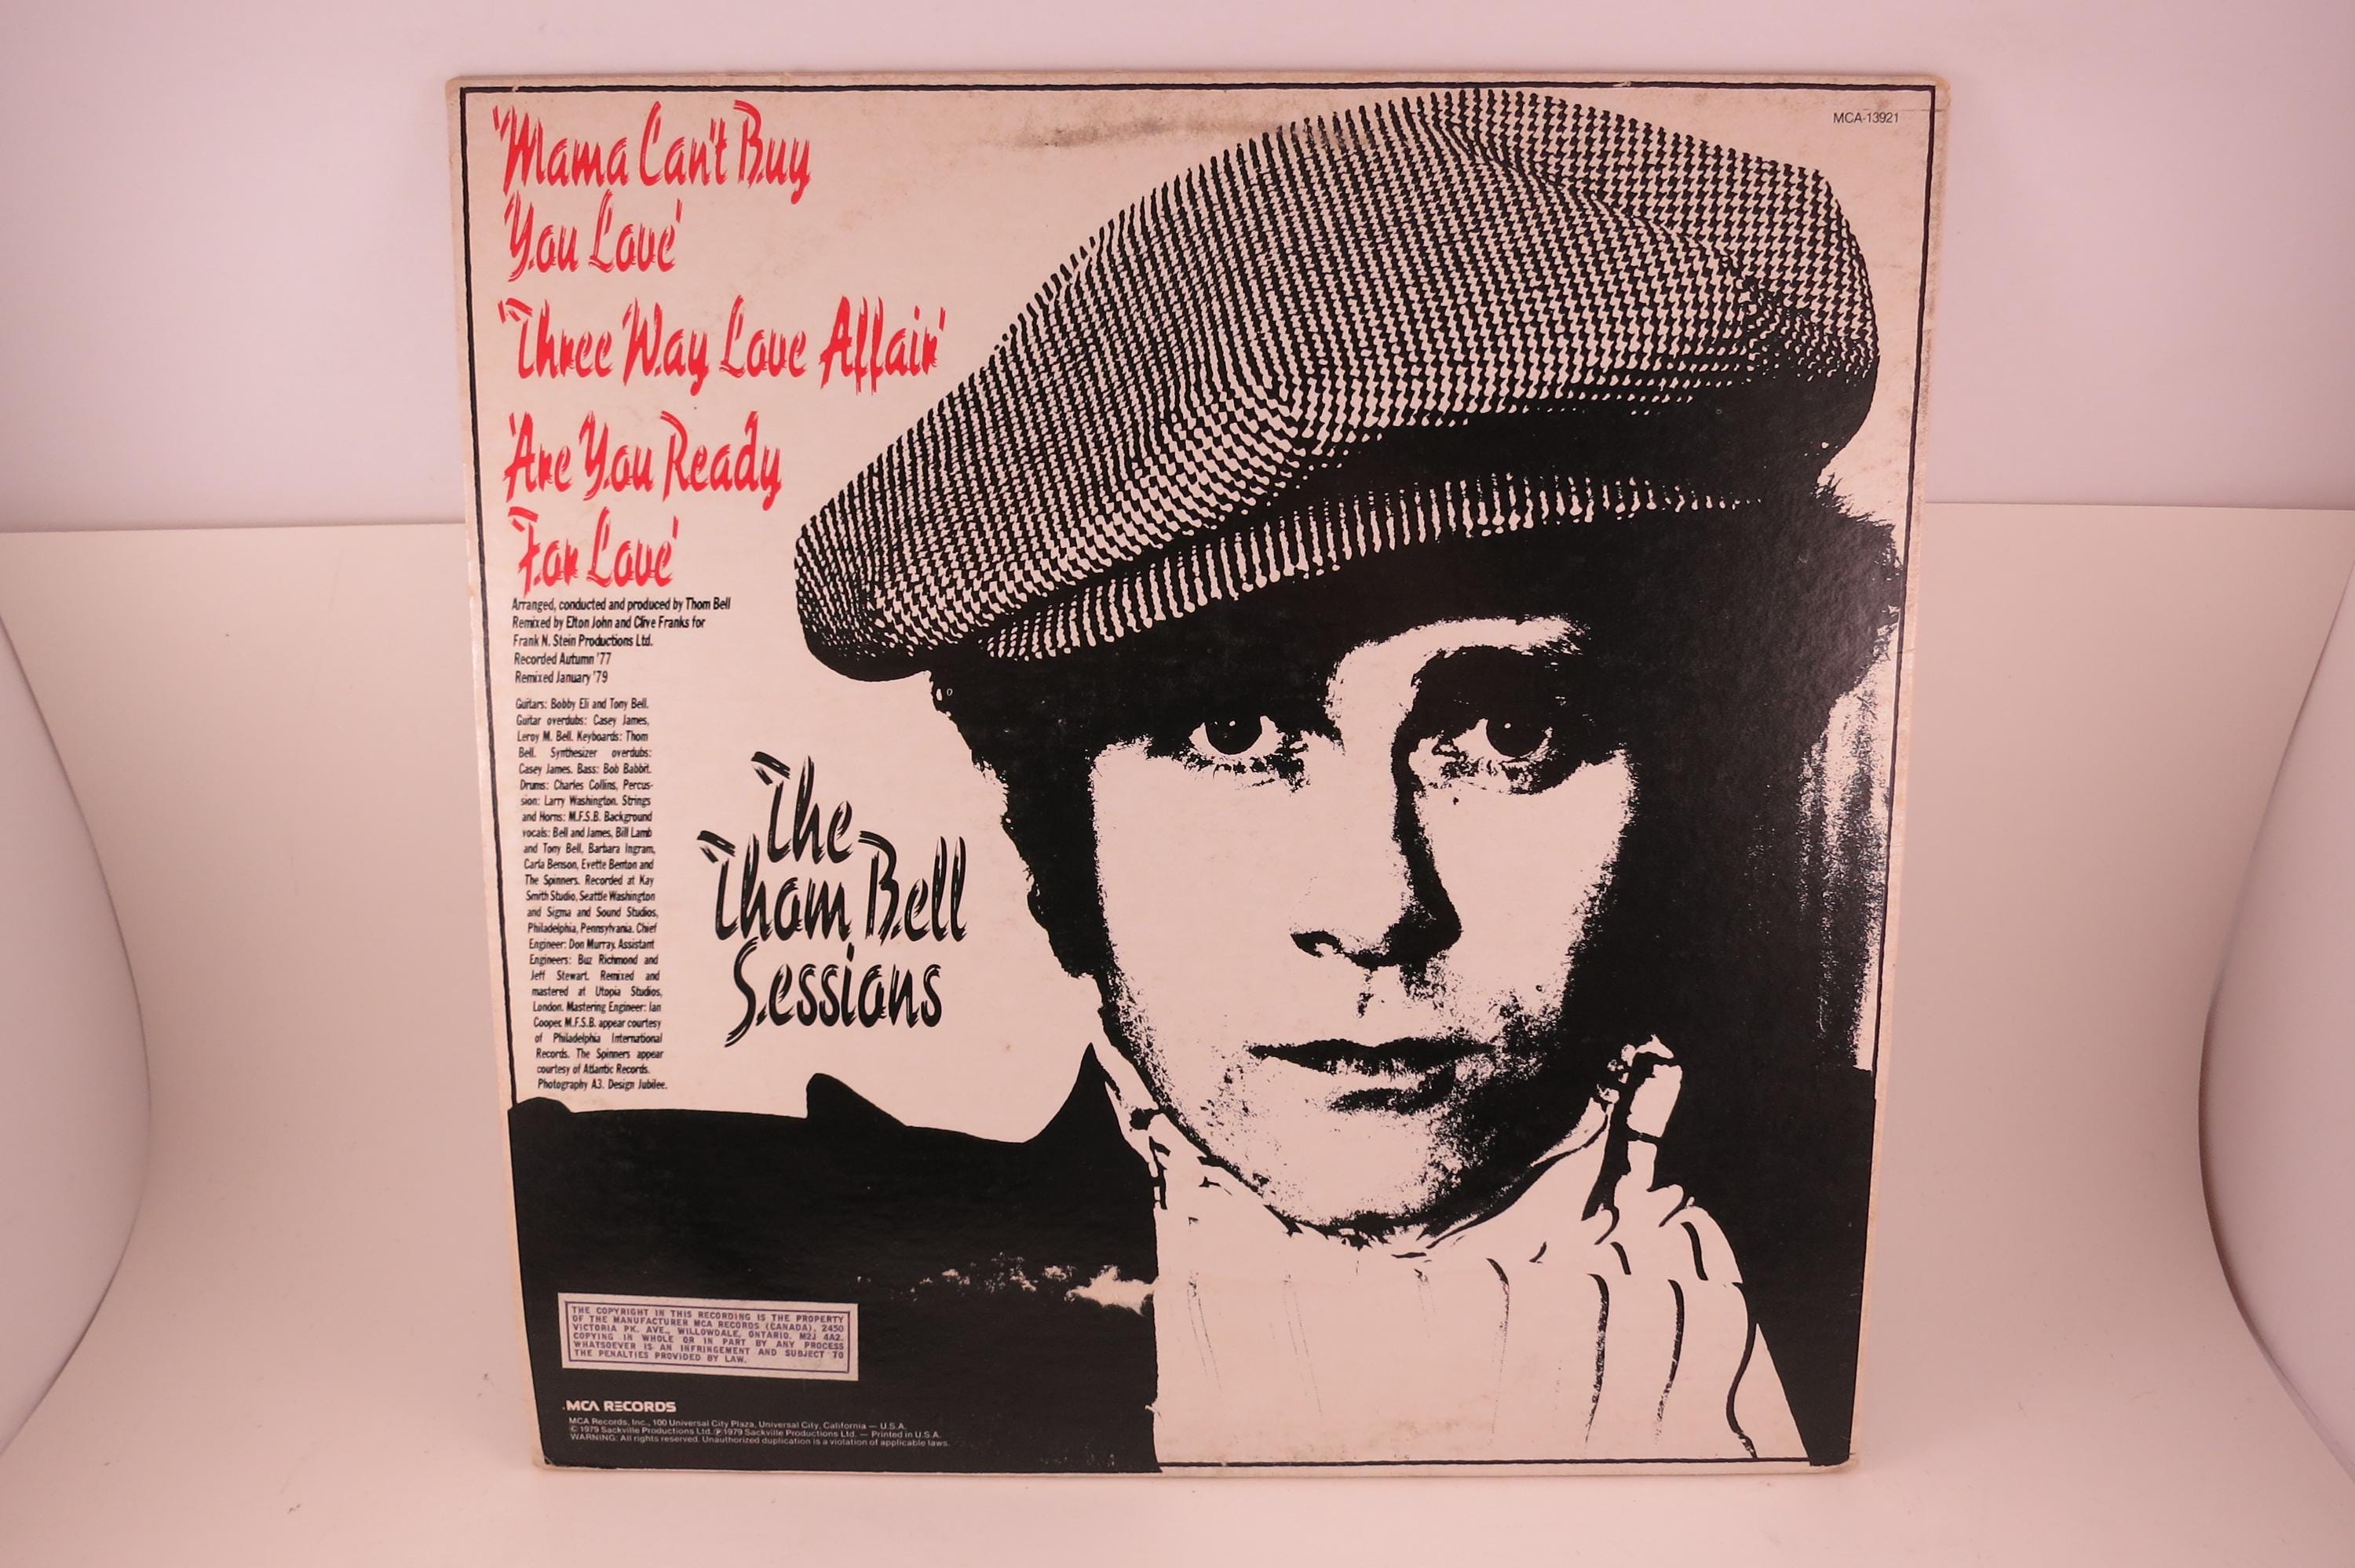 'Mama Can't Buy
You Love'
'Three Way Love Affair'
'Are You Ready
For Love'
Arranged, conducted and produced by Thom Bell
Remixed by Elton John and Clive Franks for
Frank N. Stein Productions Ltd.
Recorded Autumn '77
Remixed January '79
Guitars: Bobby Eli and Tony Bell.
Guitar overdubs: Casey James,
Leroy M. Bell. Keyboards: Thom
Bell. Synthesizer overdubs:
Casey James. Bass: Bob Babbit.
Drums: Charles Collins, Percus-
sion: Larry Washington. Strings
and Horns: M.F.S.B. Background
vocals: Bell and James, Bill Lamb
and Tony Bell, Barbara Ingram,
Carla Benson, Evette Benton and
The Spinners. Recorded at Kay
Smith Studio, Seattle Washington
and Sigma and Sound Studios,
Philadelphia, Pennsylvania. Chief
Engineer: Don Murray. Assistant
Engineers: Buz Richmond and
Jeff Stewart. Remixed and
mastered at Utopia Studios,
London. Mastering Engineer: Ian
Cooper. M.F.S.B. appear courtesy
of Philadelphia International
Records. The Spinners appear
courtesy of Atlantic Records.
Photography A3. Design Jubilee.
The
Thom Bell
Sessions
MCA-13921
THE COPYRIGHT IN THIS RECORDING IS THE PROPERTY
OF THE MANUFACTURER MCA RECORDS (CANADA), 2450
VICTORIA PK. AVE., WILLOWDALE, ONTARIO. M2J 4A2.
COPYING IN WHOLE OR IN PART BY ANY PROCESS
WHATSOEVER IS AN INFRINGEMENT AND SUBJECT TO
THE PENALTIES PROVIDED BY LAW.
MCA RECORDS
MCA Records, Inc., 100 Universal City Plaza, Universal City, California — U.S.A.
© 1979 Sackville Productions Ltd. ℗ 1979 Sackville Productions Ltd. — Printed in U.S.A.
WARNING: All rights reserved. Unauthorized duplication is a violation of applicable laws.